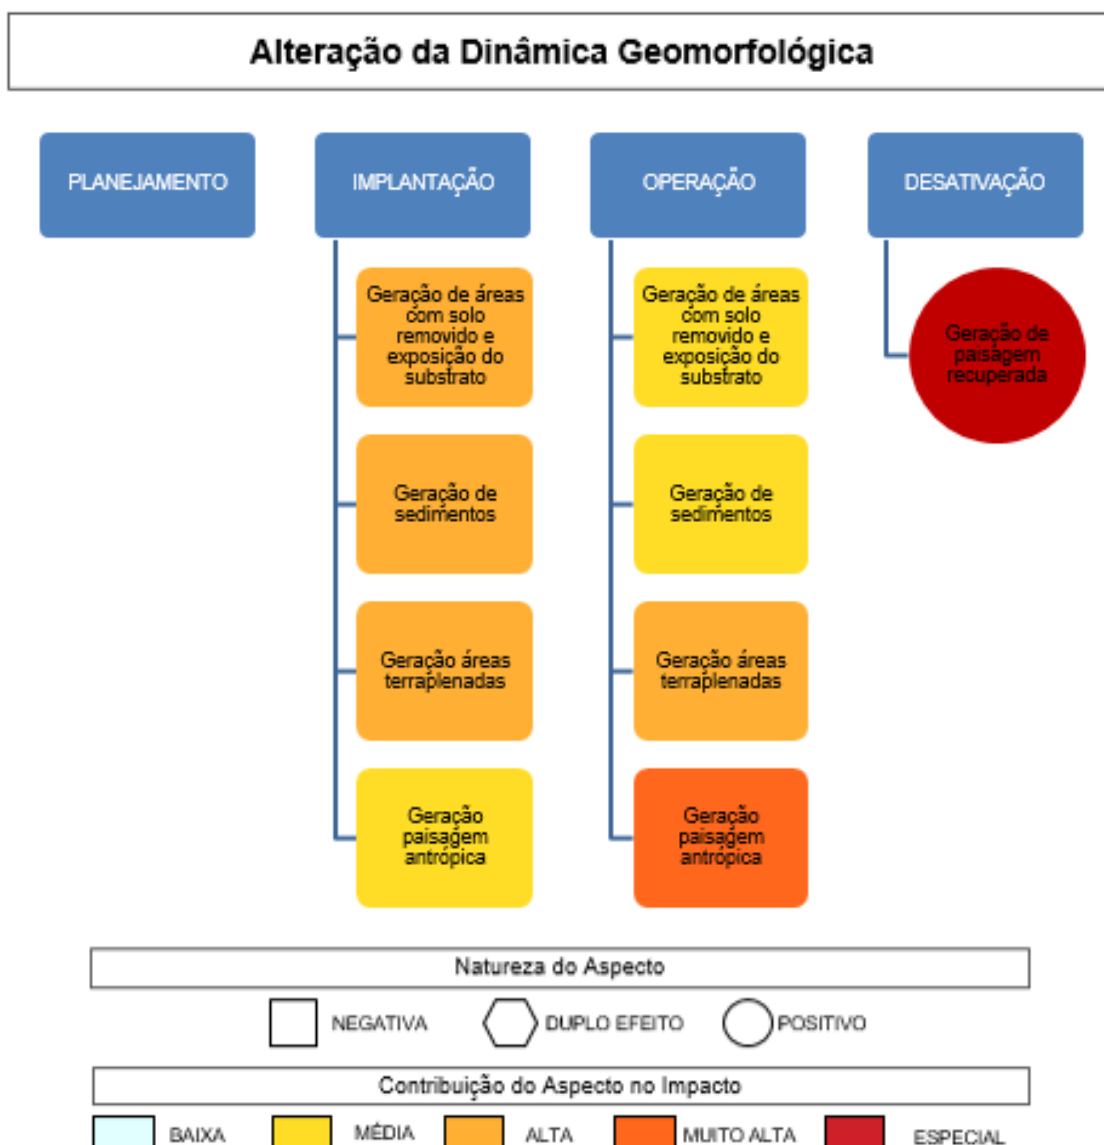 Alteração da Dinâmica Geomorfológica
PLANEJAMENTO
IMPLANTAÇÃO
OPERAÇÃO
DESATIVAÇÃO
Geração de áreas
com solo
removido e
exposição do
substrato
Geração de
sedimentos
Geração áreas
terraplenadas
Geração
paisagem
antrópica
Geração de áreas
com solo
removido e
exposição do
substrato
Geração de
sedimentos
Geração áreas
terraplenadas
Geração
paisagem
antrópica
Geração de
paisagem
recuperada
Natureza do Aspecto
NEGATIVA
DUPLO EFEITO
POSITIVO
Contribuição do Aspecto no Impacto
BAIXA
MÉDIA
ALTA
MUITO ALTA
ESPECIAL